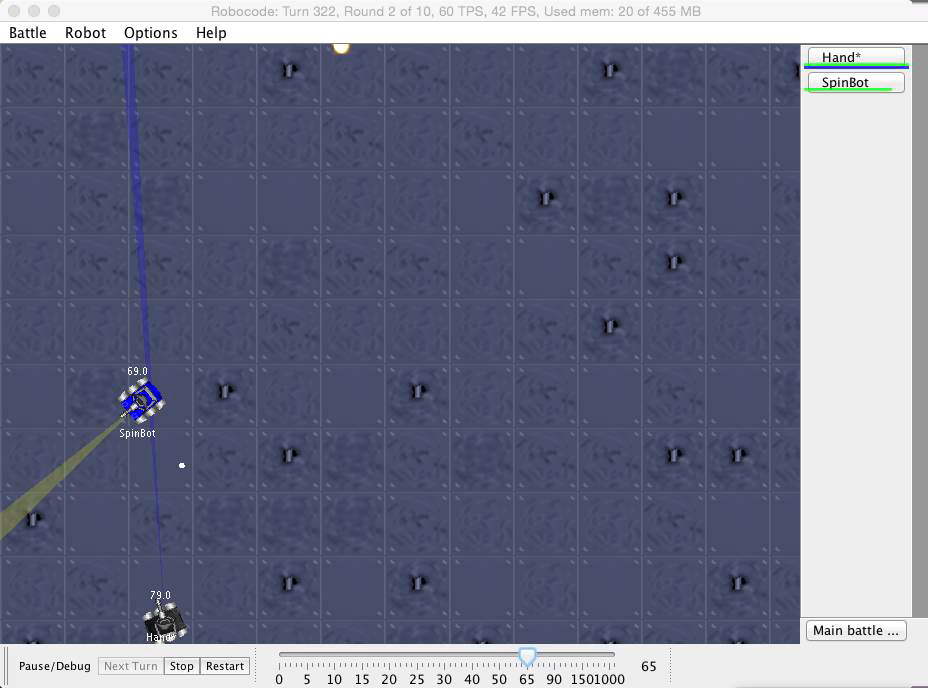 Robocode: Turn 322, Round 2 of 10, 60 TPS, 42 FPS, Used mem: 20 of 455 MB
Battle Robot Options Help
Hand*
SpinBot
69.0
SpinBot
79.0
Hand*
Main battle ...
Pause/Debug Next Turn Stop Restart 65
0 5 10 15 20 25 30 40 50 65 90 150 1000